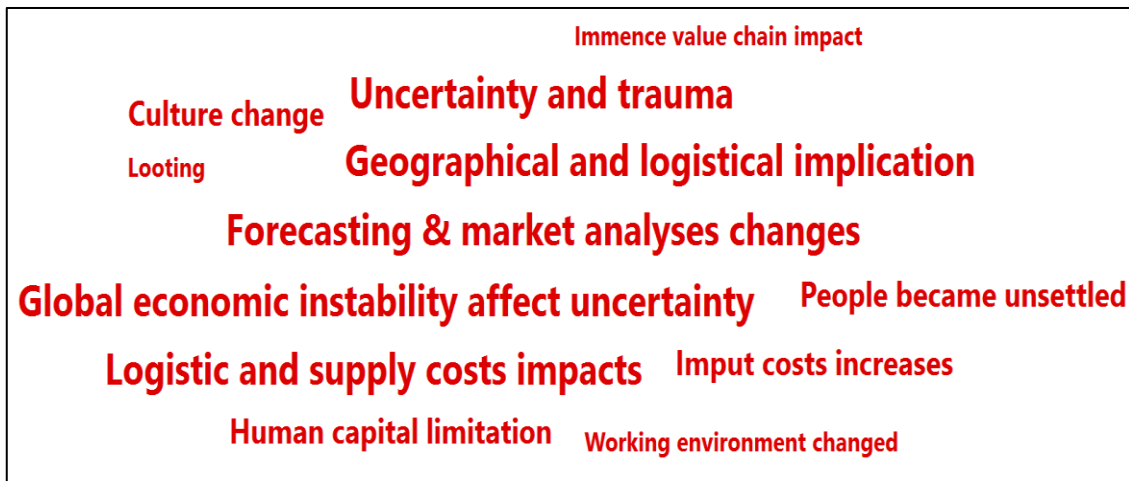 Immence value chain impact
Uncertainty and trauma
Culture change
Looting
Geographical and logistical implication
Forecasting & market analyses changes
Global economic instability affect uncertainty
People became unsettled
Logistic and supply costs impacts
Imput costs increases
Human capital limitation
Working environment changed